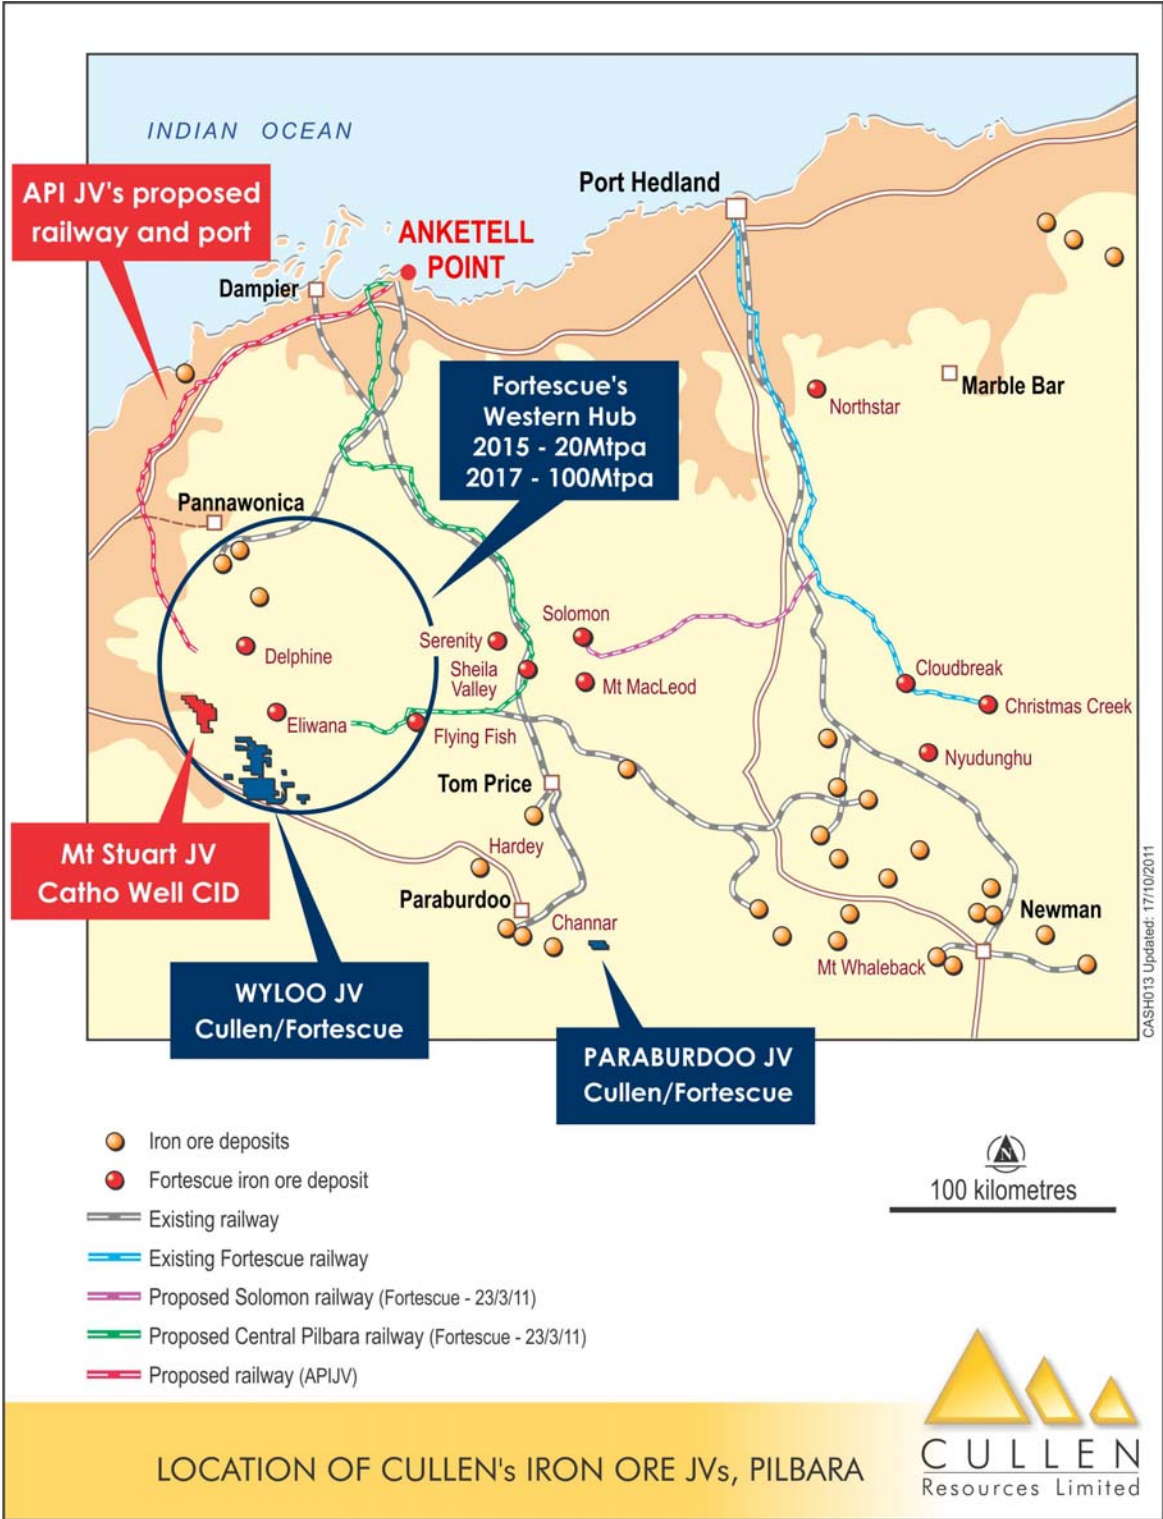 INDIAN OCEAN
API JV's proposed
railway and port
Port Hedland
ANKETELL
POINT
Dampier
Fortescue's
Western Hub
2015 - 20Mtpa
2017 - 100Mtpa
Marble Bar
Northstar
Pannawonica
Solomon
Serenity
Delphine
Sheila
Valley
Mt MacLeod
Cloudbreak
Christmas Creek
Eliwana
Flying Fish
Nyudunghu
Tom Price
Mt Stuart JV
Catho Well CID
Hardey
Paraburdoo
Channar
Newman
Mt Whaleback
WYLOO JV
Cullen/Fortescue
PARABURDOO JV
Cullen/Fortescue
CASH013 Updated: 17/10/2011
Iron ore deposits
Fortescue iron ore deposit
Existing railway
Existing Fortescue railway
Proposed Solomon railway (Fortescue - 23/3/11)
Proposed Central Pilbara railway (Fortescue - 23/3/11)
Proposed railway (APIJV)
N
100 kilometres
LOCATION OF CULLEN's IRON ORE JVs, PILBARA
CULLEN
Resources Limited